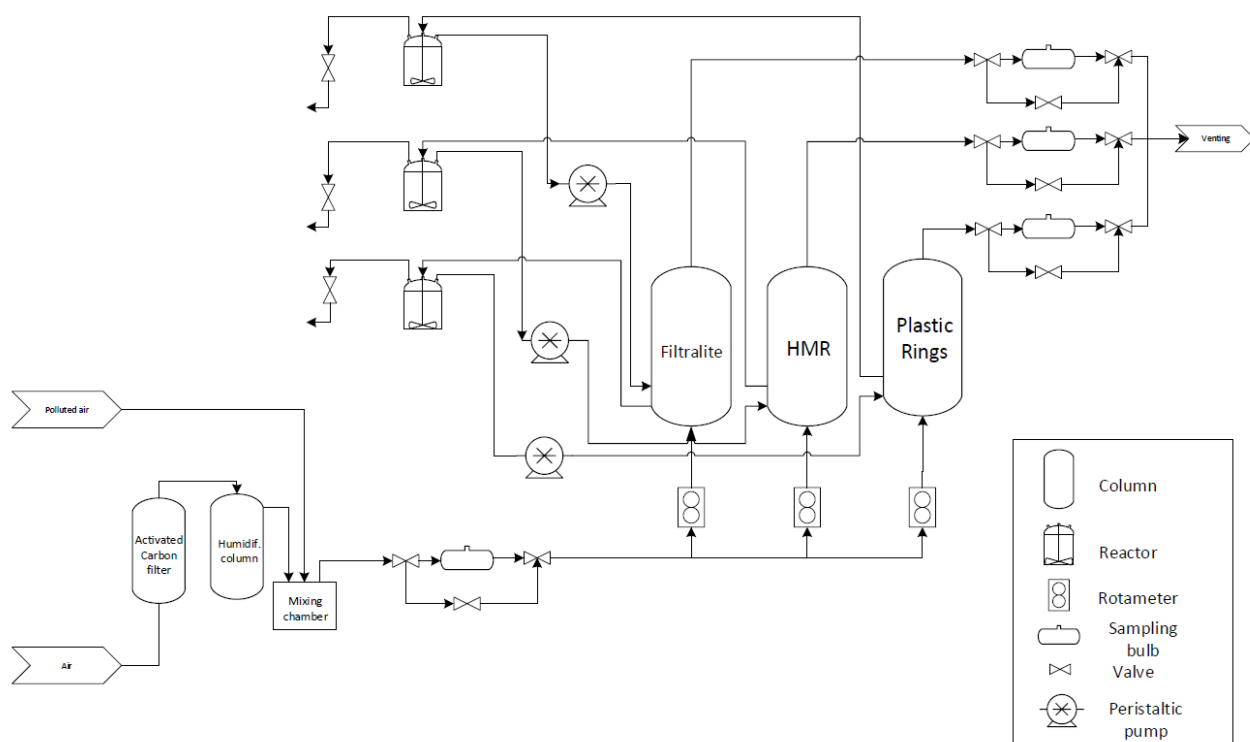 Venting
Filtralite
HMR
Plastic
Rings
Polluted air
Activated
Carbon
filter
Humidif.
column
Mixing
chamber
Air
Column
Reactor
Rotameter
Sampling
bulb
Valve
Peristaltic
pump